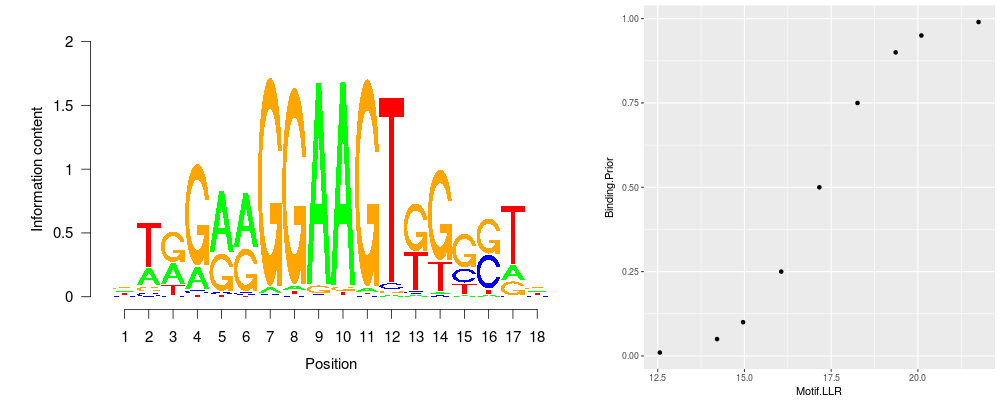 2
1.5
1
0.5
0
Information content
1 2 3 4 5 6 7 8 9 10 11 12 13 14 15 16 17 18
Position
T G G A A G G A A G T G G G G T
A A A G G T T C C A
T T G
1.00
0.75
0.50
0.25
0.00
Binding.Prior
12.5 15.0 17.5 20.0
Motif.LLR